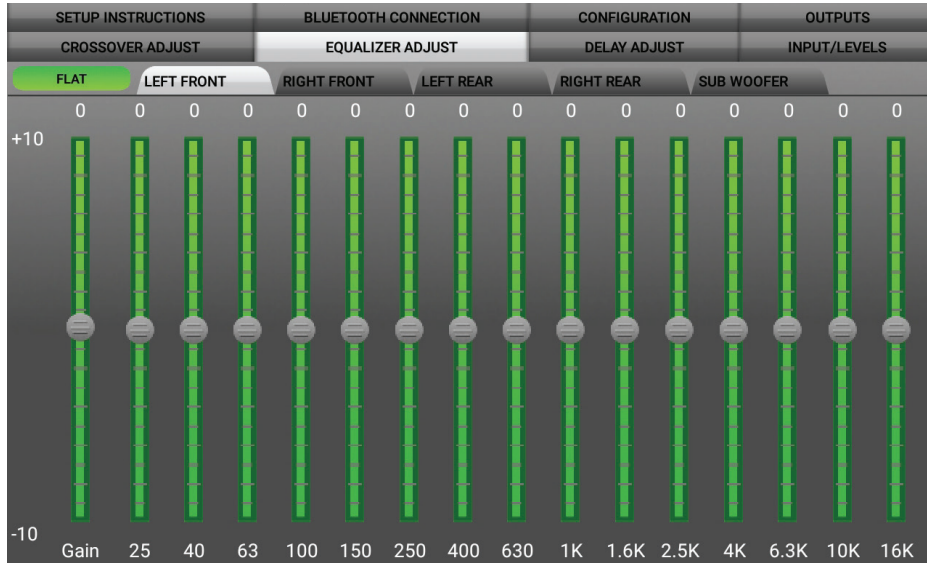 SETUP INSTRUCTIONS BLUETOOTH CONNECTION CONFIGURATION OUTPUTS
CROSSOVER ADJUST EQUALIZER ADJUST DELAY ADJUST INPUT/LEVELS
FLAT LEFT FRONT RIGHT FRONT LEFT REAR RIGHT REAR SUB WOOFER
0 0 0 0 0 0 0 0 0 0 0 0 0 0 0 0
+10
-10
Gain 25 40 63 100 150 250 400 630 1K 1.6K 2.5K 4K 6.3K 10K 16K